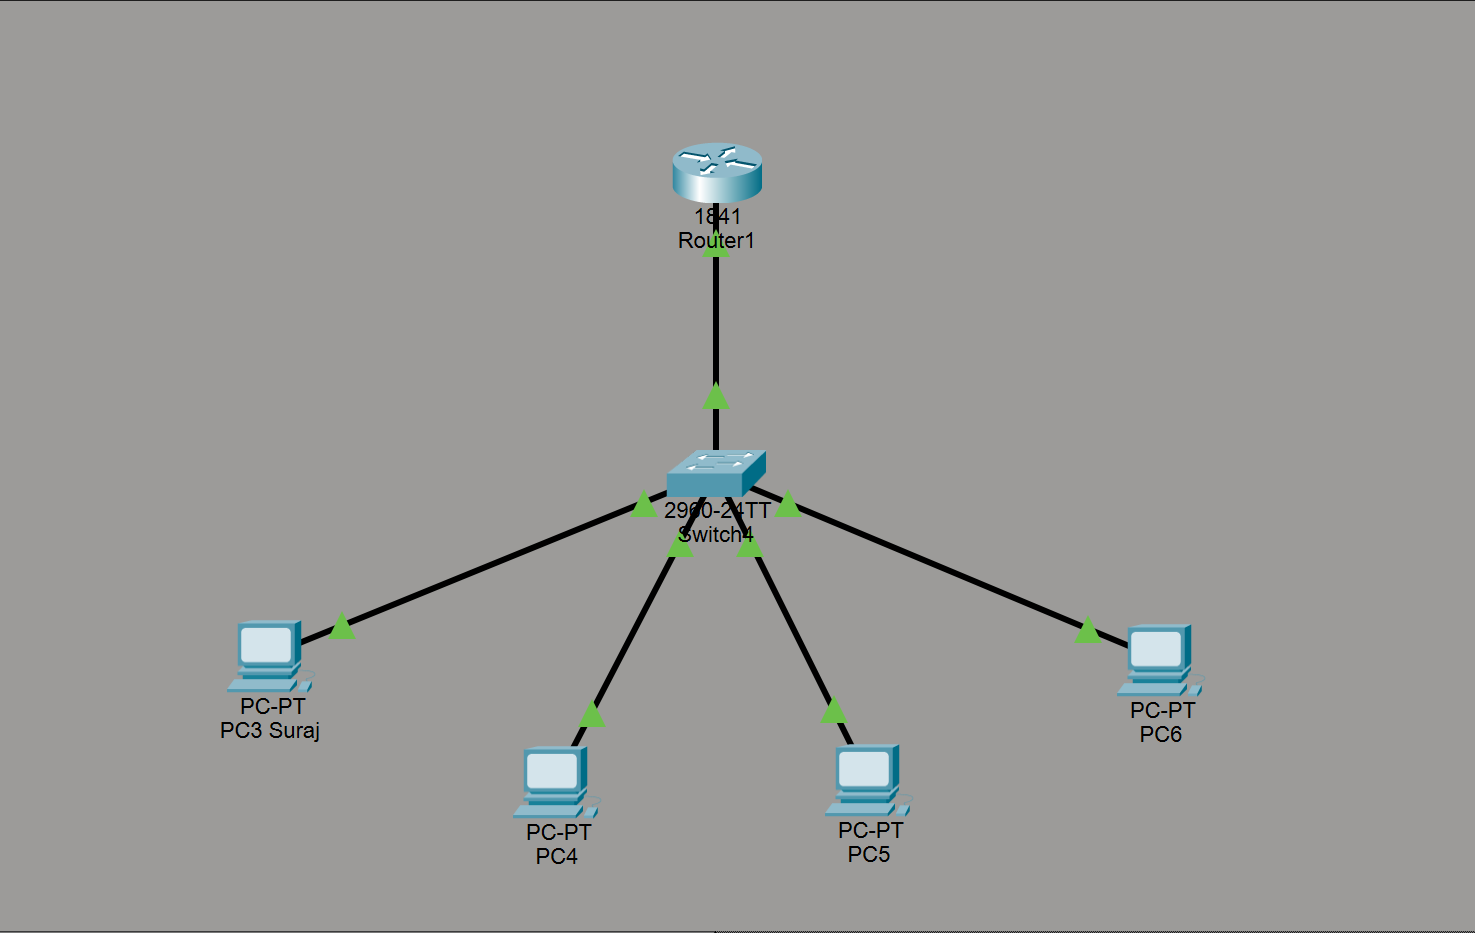 1841
Router1
2960-24TT
Switch4
PC-PT
PC3 Suraj
PC-PT
PC4
PC-PT
PC5
PC-PT
PC6